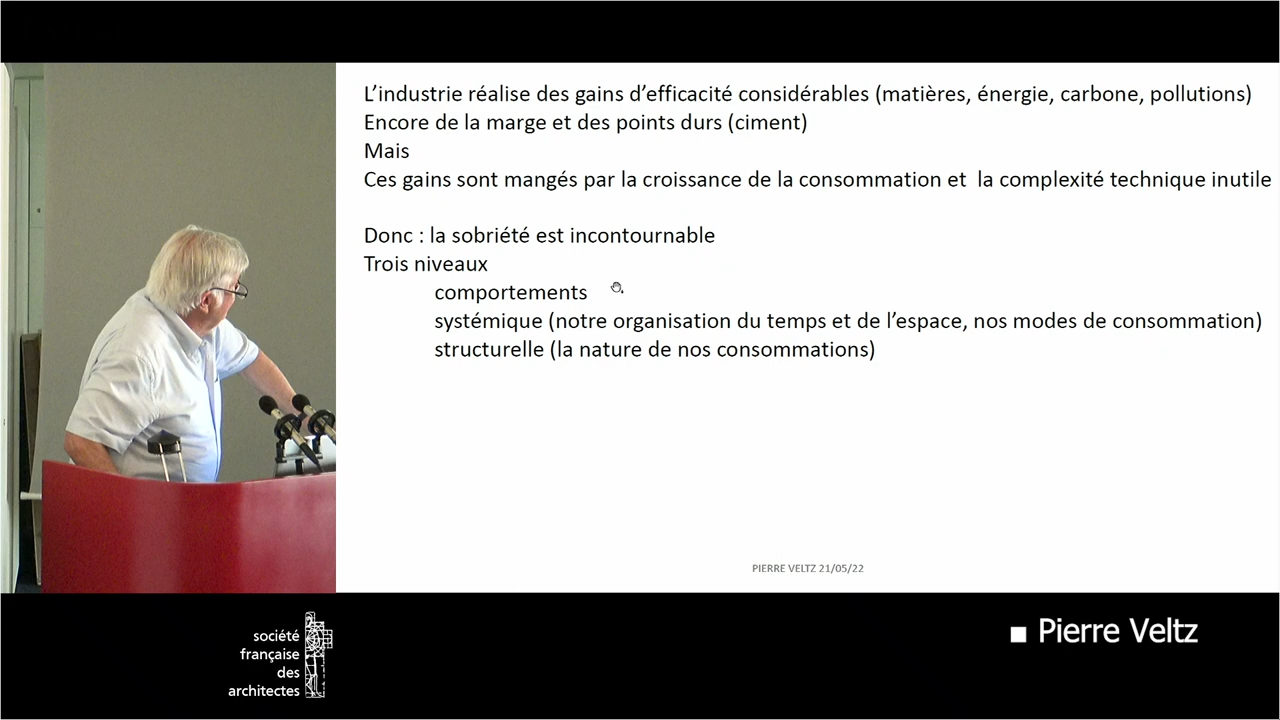 L’industrie réalise des gains d’efficacité considérables (matières, énergie, carbone, pollutions)
Encore de la marge et des points durs (ciment)
Mais
Ces gains sont mangés par la croissance de la consommation et  la complexité technique inutile
Donc : la sobriété est incontournable
Trois niveaux
comportements
systémique (notre organisation du temps et de l’espace, nos modes de consommation)
structurelle (la nature de nos consommations)
PIERRE VELTZ 21/05/22
société
française
des
architectes
Pierre Veltz